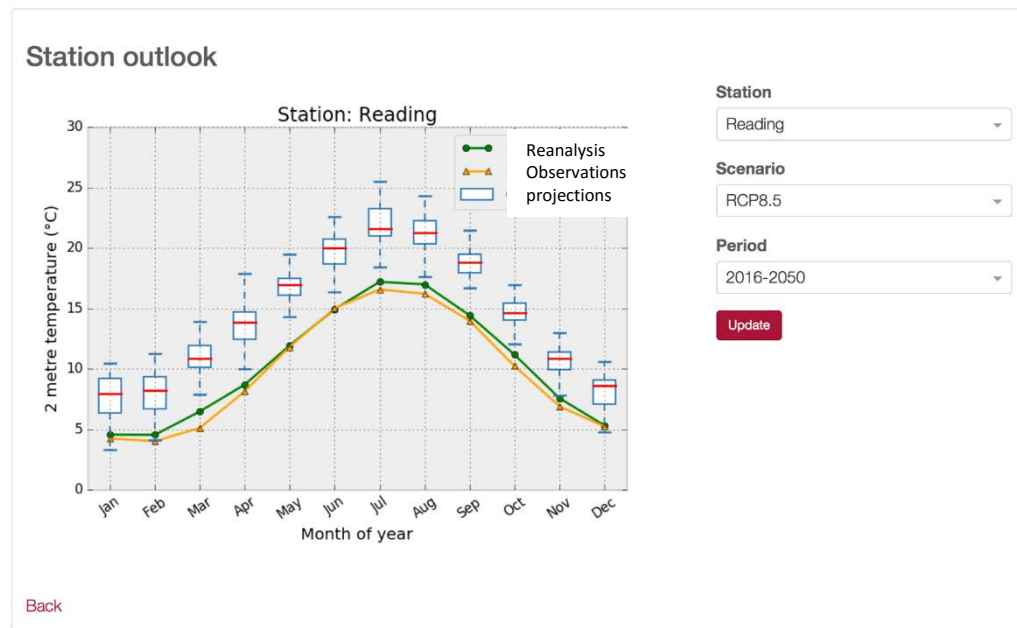 Station outlook
Station: Reading
30
25
20
15
10
5
0
2 metre temperature (°C)
Reanalysis
Observations
projections
Jan
Feb
Mar
Apr
May
Jun
Jul
Aug
Sep
Oct
Nov
Dec
Month of year
Station
Reading
Scenario
RCP8.5
Period
2016-2050
Update
Back